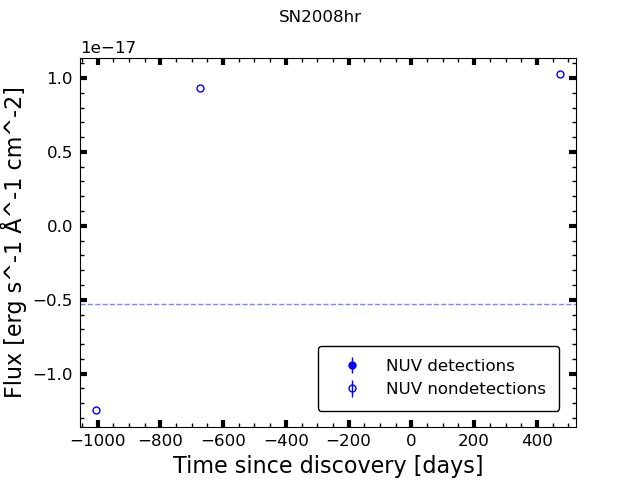 SN2008hr
1e−17
Flux [erg s^-1 Å^-1 cm^-2]
1.0
0.5
0.0
−0.5
−1.0
NUV detections
NUV nondetections
−1000 −800 −600 −400 −200 0 200 400
Time since discovery [days]